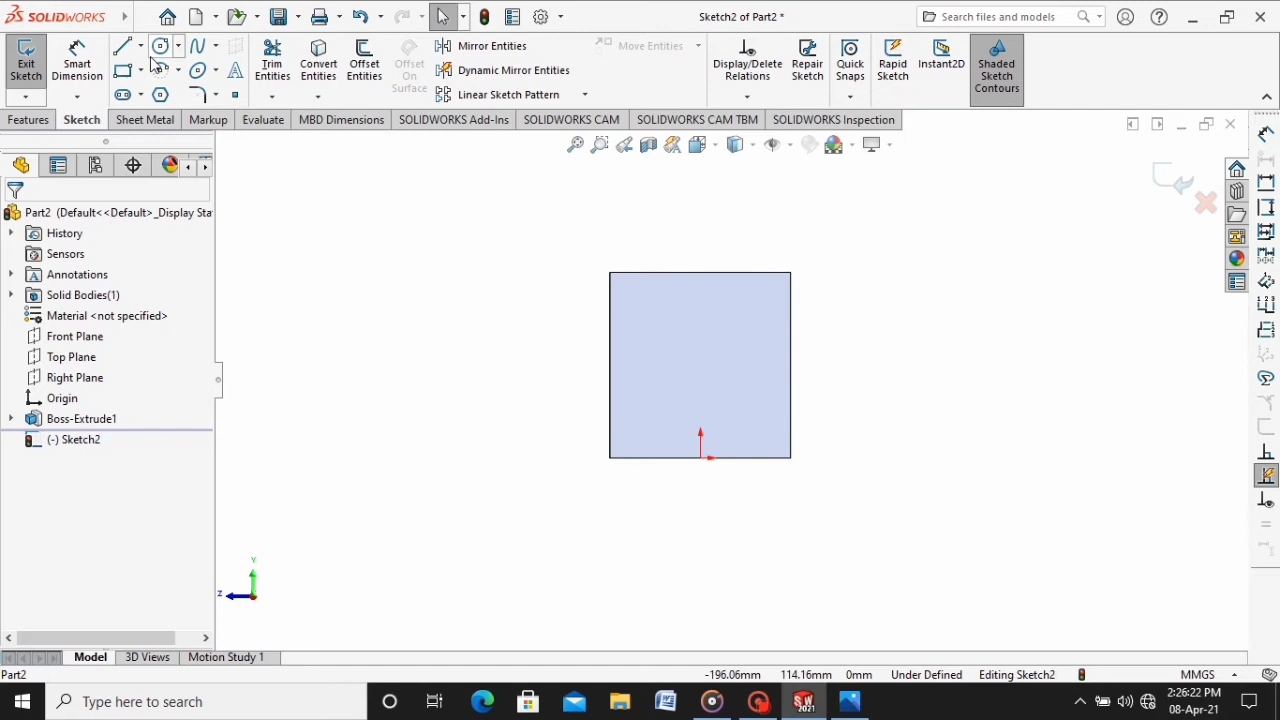 SOLIDWORKS
Sketch2 of Part2 *
Search files and models
Exit Sketch
Smart Dimension
Trim Entities
Convert Entities
Offset Entities
Offset On Surface
Mirror Entities
Dynamic Mirror Entities
Linear Sketch Pattern
Move Entities
Display/Delete Relations
Repair Sketch
Quick Snaps
Rapid Sketch
Instant2D
Shaded Sketch Contours
Features
Sketch
Sheet Metal
Markup
Evaluate
MBD Dimensions
SOLIDWORKS Add-Ins
SOLIDWORKS CAM
SOLIDWORKS CAM TBM
SOLIDWORKS Inspection
Part2 (Default<<Default>_Display Sta
History
Sensors
Annotations
Solid Bodies(1)
Material <not specified>
Front Plane
Top Plane
Right Plane
Origin
Boss-Extrude1
(-) Sketch2
Y
Z
Model
3D Views
Motion Study 1
Part2
-196.06mm
114.16mm
0mm
Under Defined
Editing Sketch2
MMGS
Type here to search
SW 2021
2:26:22 PM
08-Apr-21